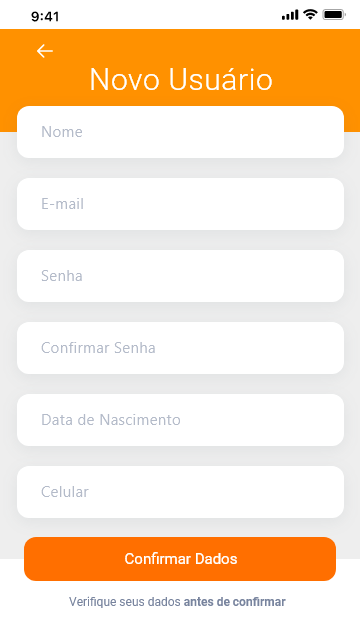 9:41
Novo Usuário
Nome
E-mail
Senha
Confirmar Senha
Data de Nascimento
Celular
Confirmar Dados
Verifique seus dados antes de confirmar